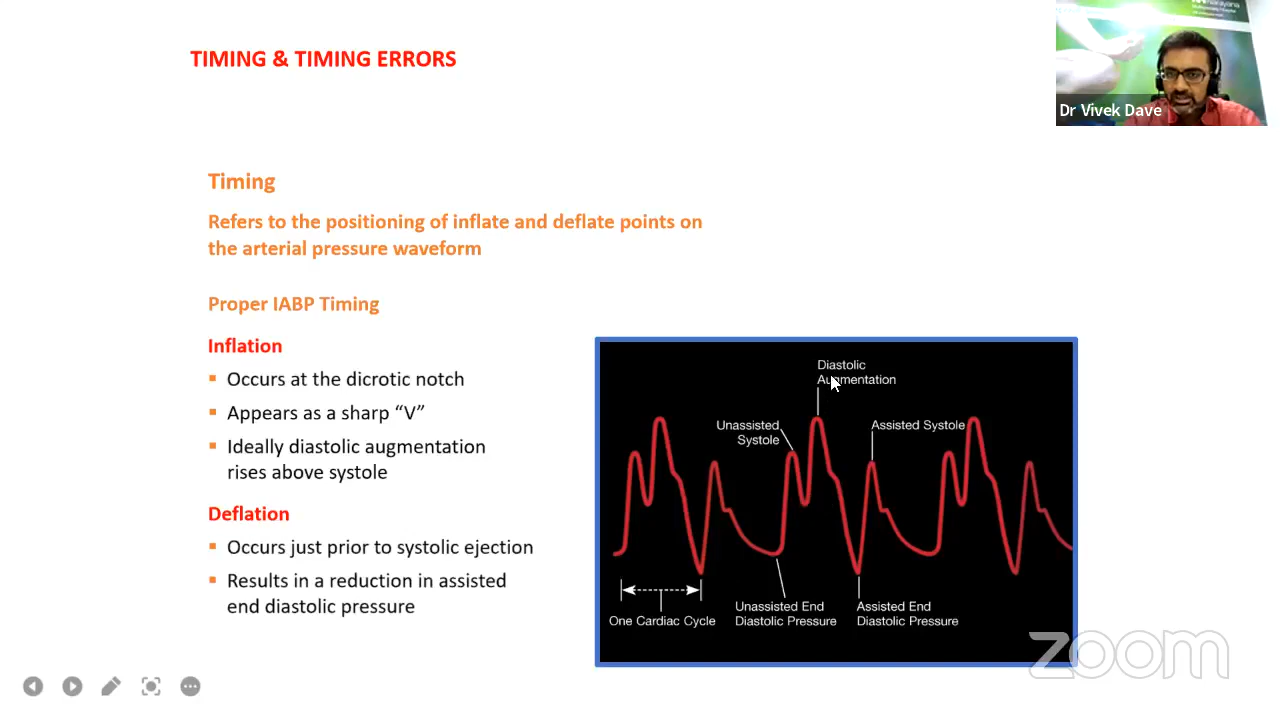 TIMING & TIMING ERRORS
Dr Vivek Dave
Timing
Refers to the positioning of inflate and deflate points on
the arterial pressure waveform
Proper IABP Timing
Inflation
▪ Occurs at the dicrotic notch
▪ Appears as a sharp “V”
▪ Ideally diastolic augmentation
rises above systole
Deflation
▪ Occurs just prior to systolic ejection
▪ Results in a reduction in assisted
end diastolic pressure
Diastolic
Augmentation
Unassisted
Systole
Assisted Systole
One Cardiac Cycle
Unassisted End
Diastolic Pressure
Assisted End
Diastolic Pressure
zoom